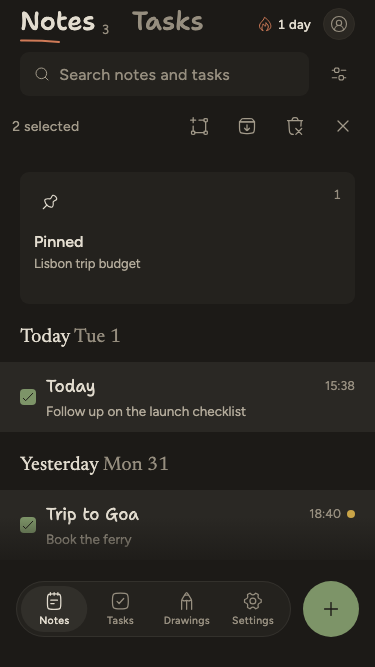 Notes 3 Tasks 1 day
Search notes and tasks
2 selected
1
Pinned
Lisbon trip budget
Today Tue 1
Today 15:38
Follow up on the launch checklist
Yesterday Mon 31
Trip to Goa 18:40
Book the ferry
Notes Tasks Drawings Settings